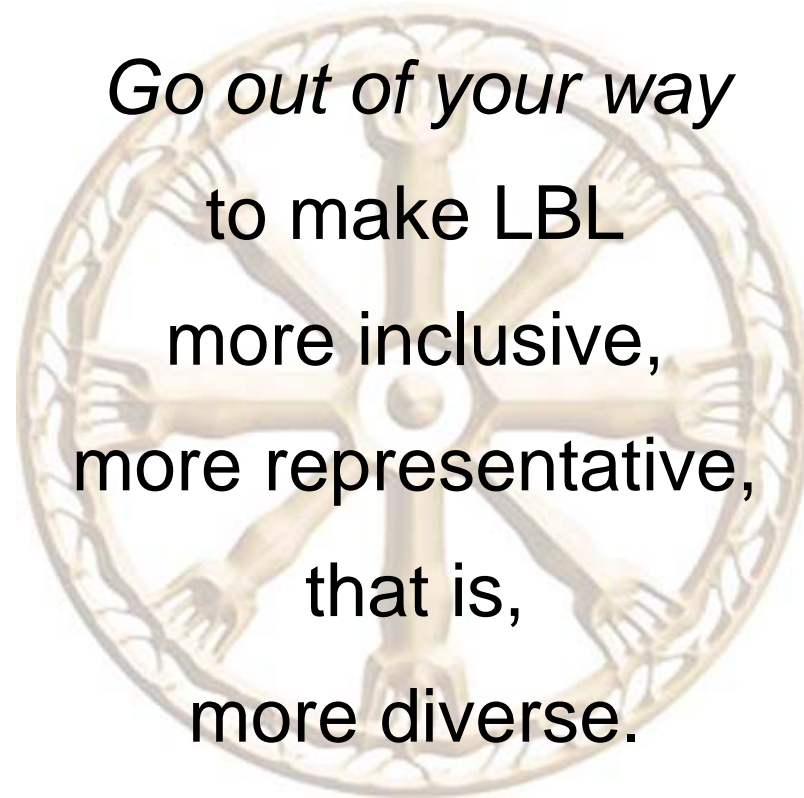 Go out of your way
to make LBL
more inclusive,
more representative,
that is,
more diverse.